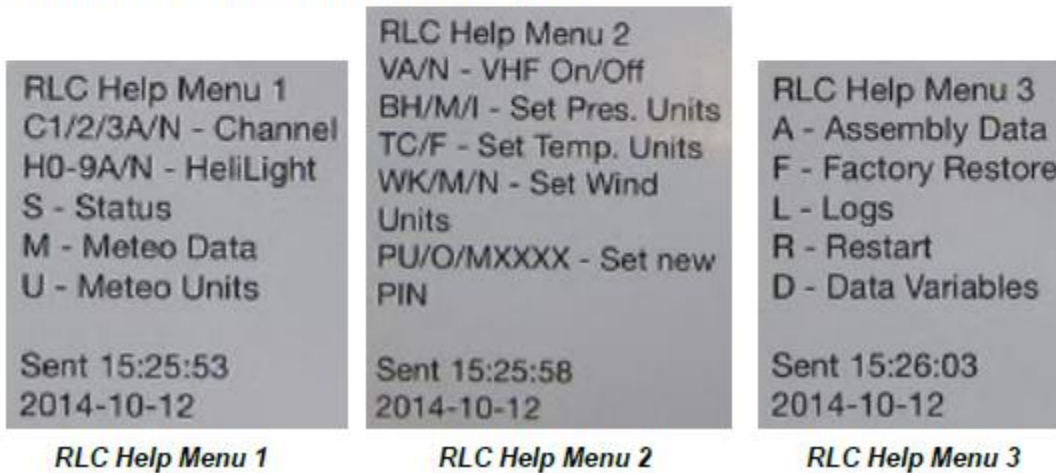 RLC Help Menu 1
C1/2/3A/N - Channel
H0-9A/N - HeliLight
S - Status
M - Meteo Data
U - Meteo Units
Sent 15:25:53
2014-10-12
RLC Help Menu 1
RLC Help Menu 2
VA/N - VHF On/Off
BH/M/I - Set Pres. Units
TC/F - Set Temp. Units
WK/M/N - Set Wind
Units
PU/O/MXXXX - Set new
PIN
Sent 15:25:58
2014-10-12
RLC Help Menu 2
RLC Help Menu 3
A - Assembly Data
F - Factory Restore
L - Logs
R - Restart
D - Data Variables
Sent 15:26:03
2014-10-12
RLC Help Menu 3